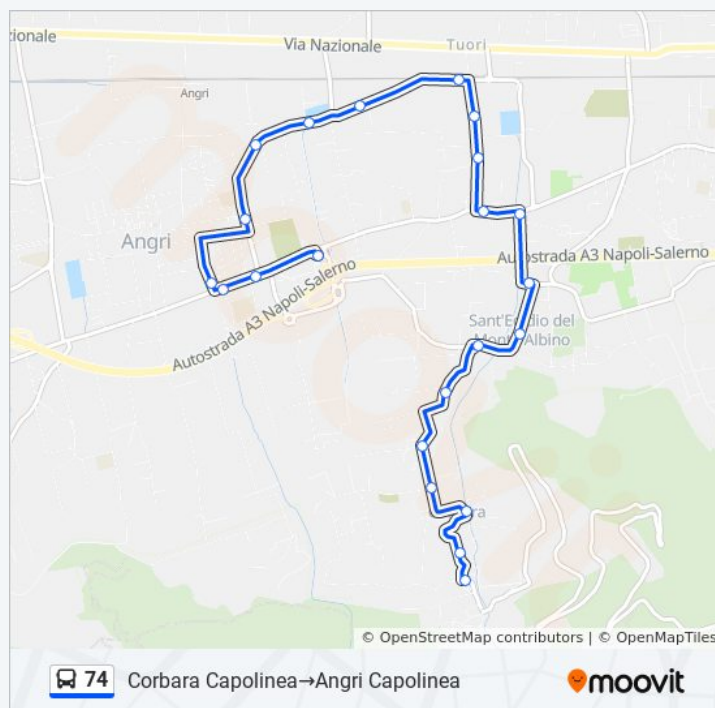 zionale
Via Nazionale
Tuori
Angri
Angri
Autostrada A3 Napoli-Salerno
Autostrada A3 Napoli-Salerno
Sant'Egidio del
Monte Albino
ra
© OpenStreetMap contributors | © OpenMapTiles
74 Corbara Capolinea→Angri Capolinea
moovit